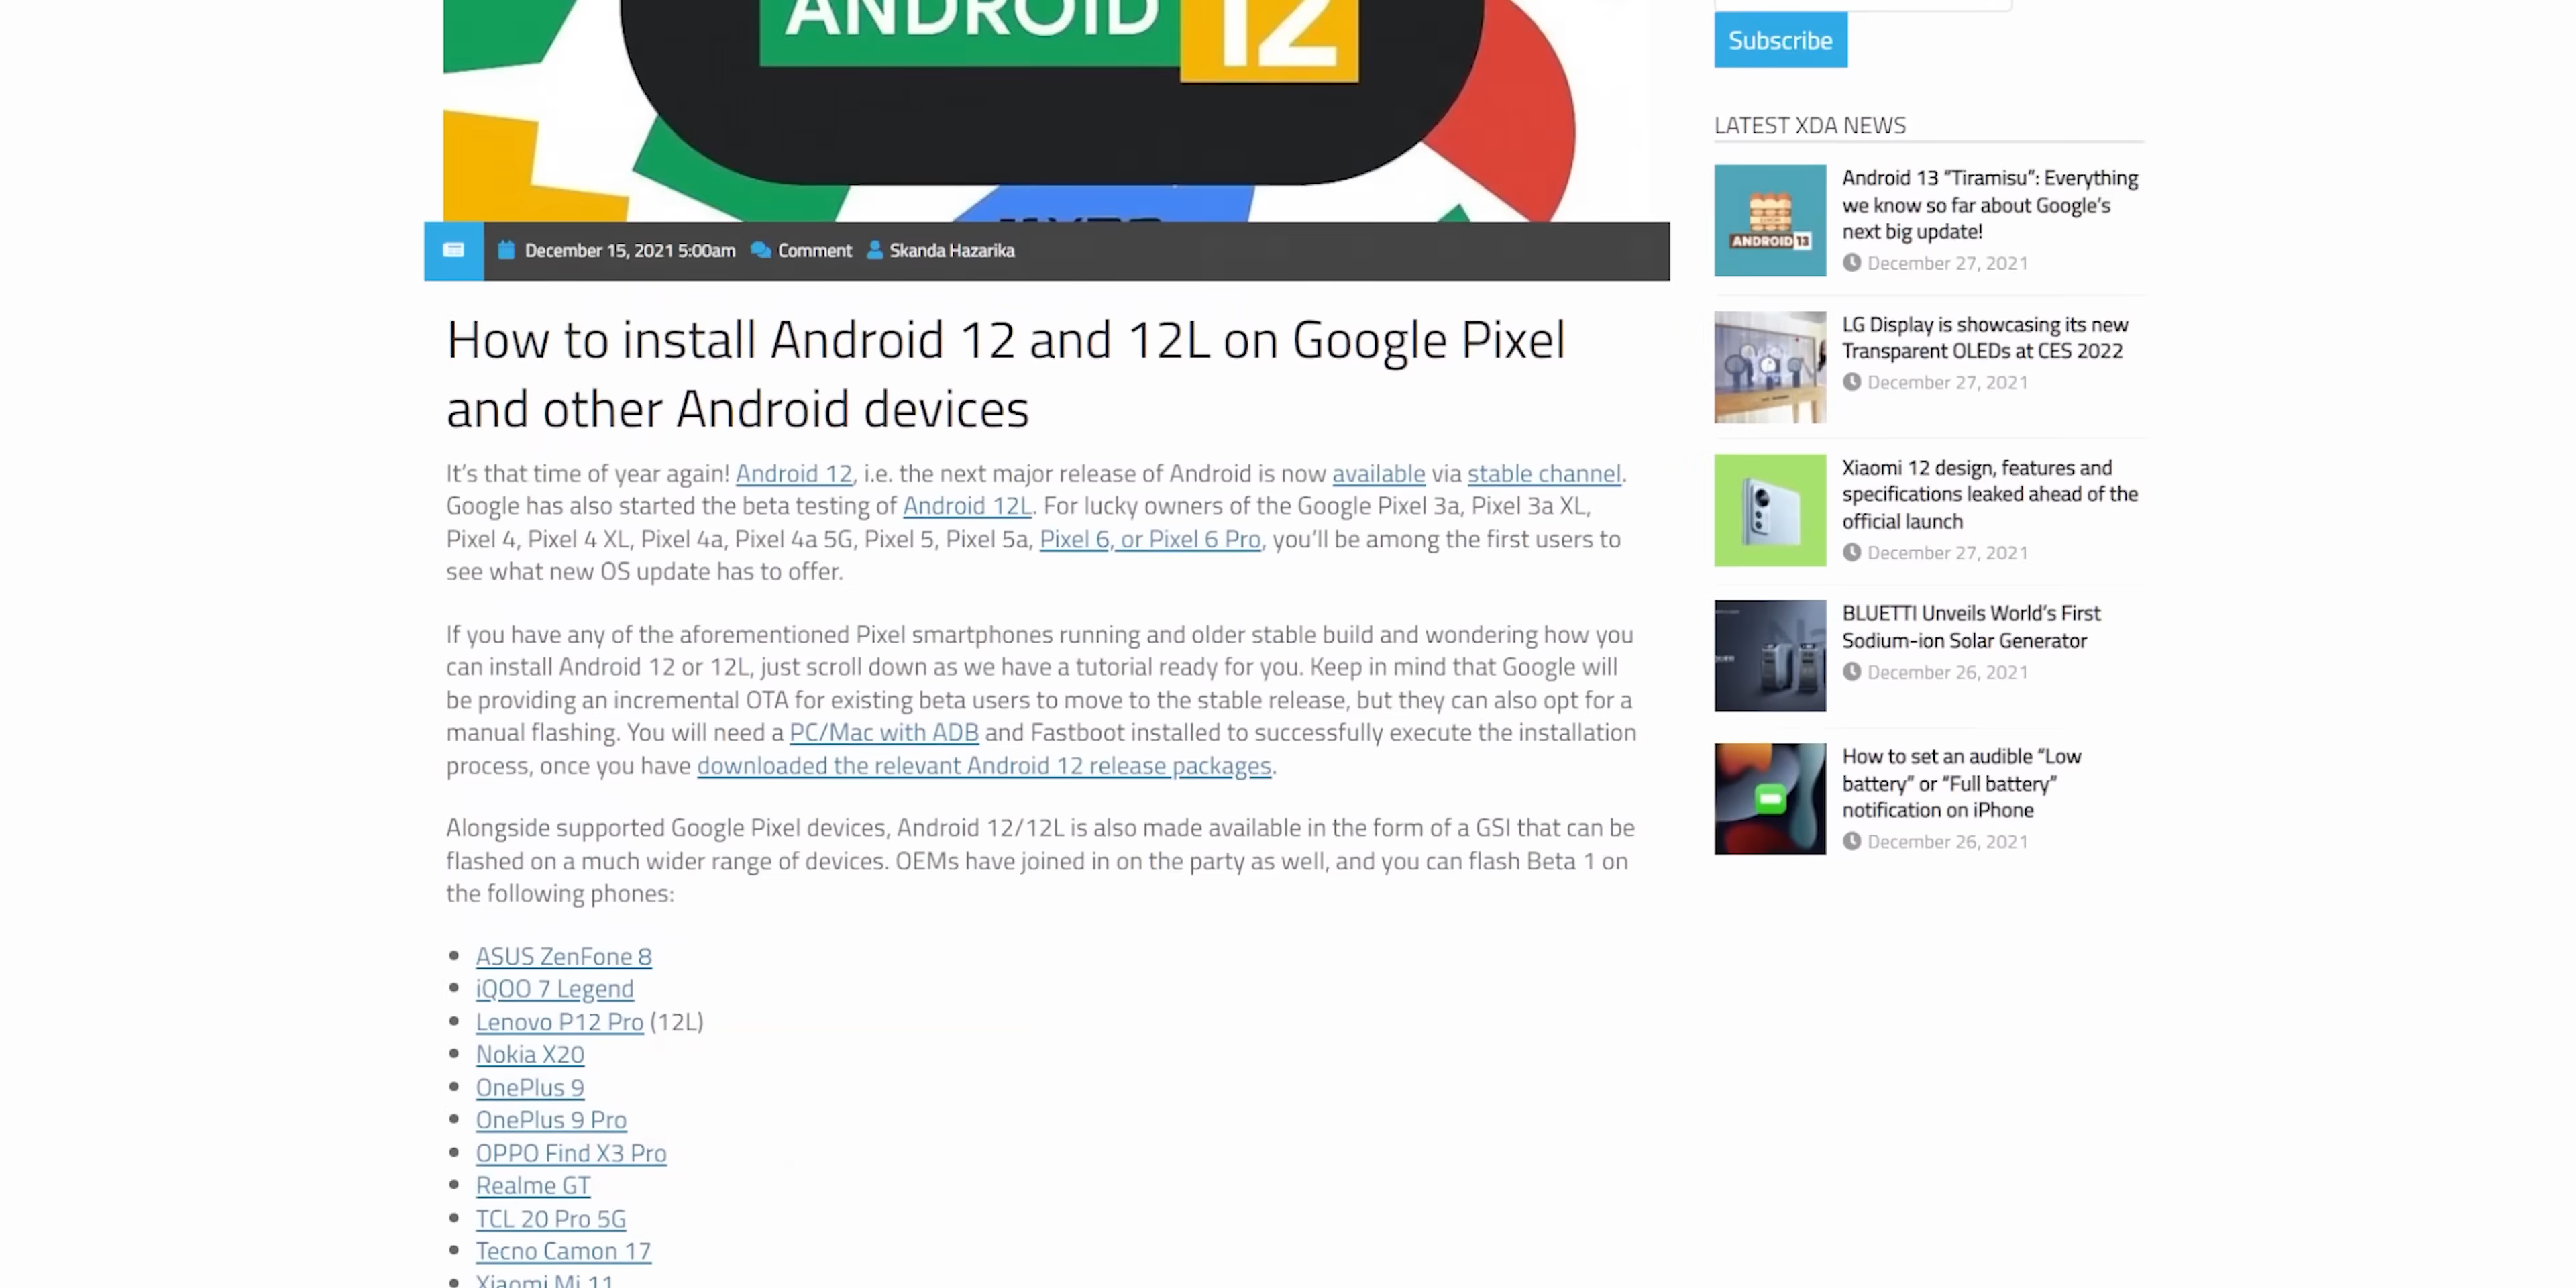 ANDROID 12
December 15, 2021 5:00am Comment Skanda Hazarika
How to install Android 12 and 12L on Google Pixel
and other Android devices
It's that time of year again! Android 12, i.e. the next major release of Android is now available via stable channel.
Google has also started the beta testing of Android 12L. For lucky owners of the Google Pixel 3a, Pixel 3a XL,
Pixel 4, Pixel 4 XL, Pixel 4a, Pixel 4a 5G, Pixel 5, Pixel 5a, Pixel 6, or Pixel 6 Pro, you'll be among the first users to
see what new OS update has to offer.
If you have any of the aforementioned Pixel smartphones running and older stable build and wondering how you
can install Android 12 or 12L, just scroll down as we have a tutorial ready for you. Keep in mind that Google will
be providing an incremental OTA for existing beta users to move to the stable release, but they can also opt for a
manual flashing. You will need a PC/Mac with ADB and Fastboot installed to successfully execute the installation
process, once you have downloaded the relevant Android 12 release packages.
Alongside supported Google Pixel devices, Android 12/12L is also made available in the form of a GSI that can be
flashed on a much wider range of devices. OEMs have joined in on the party as well, and you can flash Beta 1 on
the following phones:
ASUS ZenFone 8
iQOO 7 Legend
Lenovo P12 Pro (12L)
Nokia X20
OnePlus 9
OnePlus 9 Pro
OPPO Find X3 Pro
Realme GT
TCL 20 Pro 5G
Tecno Camon 17
Xiaomi Mi 11
Subscribe
LATEST XDA NEWS
Android 13 "Tiramisu": Everything
we know so far about Google's
next big update!
December 27, 2021
ANDROID 13
LG Display is showcasing its new
Transparent OLEDs at CES 2022
December 27, 2021
Xiaomi 12 design, features and
specifications leaked ahead of the
official launch
December 27, 2021
BLUETTI Unveils World's First
Sodium-ion Solar Generator
December 26, 2021
How to set an audible "Low
battery" or "Full battery"
notification on iPhone
December 26, 2021